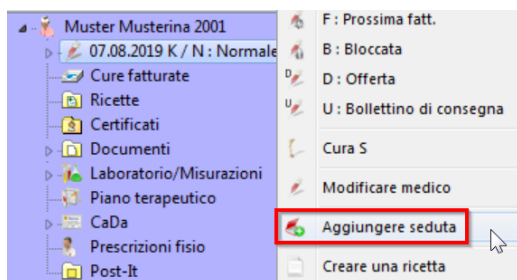 Muster Musterina 2001
07.08.2019 K / N : Normale
Cure fatturate
Ricette
Certificati
Documenti
Laboratorio/Misurazioni
Piano terapeutico
CaDa
Prescrizioni fisio
Post-It
F : Prossima fatt.
B : Bloccata
D : Offerta
U : Bollettino di consegna
Cura S
Modificare medico
Aggiungere seduta
Creare una ricetta